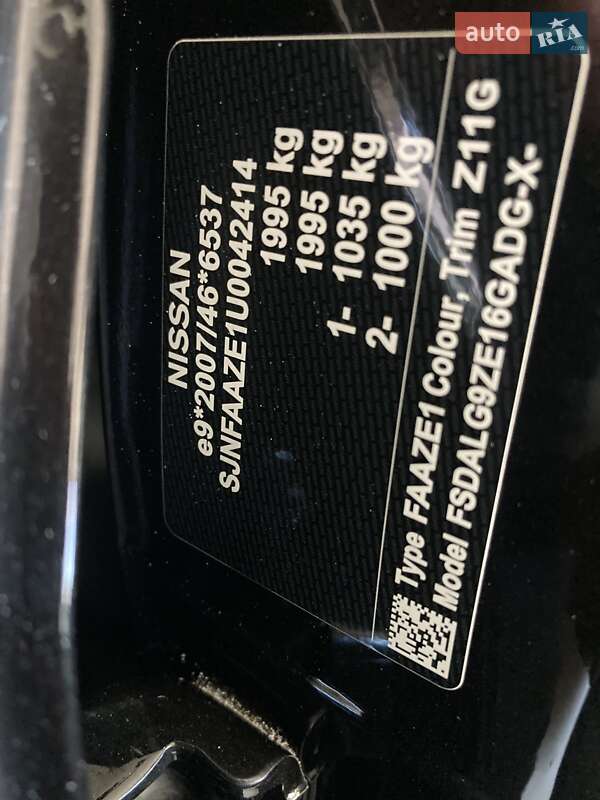 NISSAN
e9*2007/46*6537
SJNFAAZE1U0042414
1995 kg
1995 kg
1- 1035 kg
2- 1000 kg
Type FAAZE1 Colour, Trim Z11G
Model FSDALG9ZE16GADG-X-
auto RIA.com